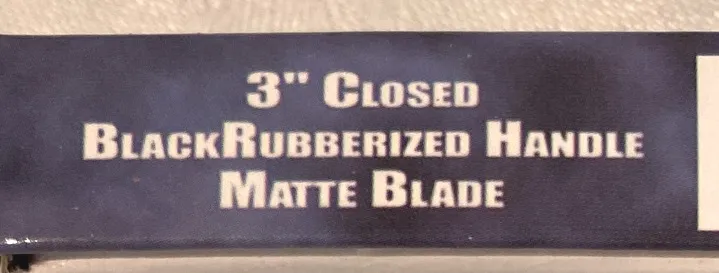 3" CLOSED
BLACKRUBBERIZED HANDLE
MATTE BLADE